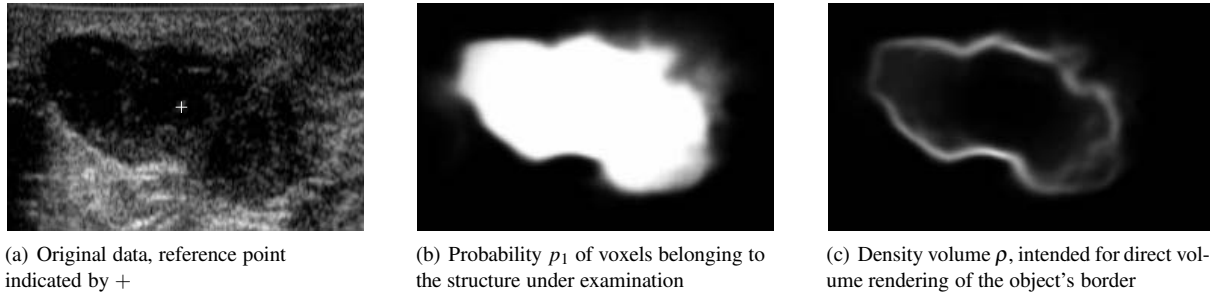 (a) Original data, reference point
indicated by +
(b) Probability p₁ of voxels belonging to
the structure under examination
(c) Density volume ρ, intended for direct vol-
ume rendering of the object's border